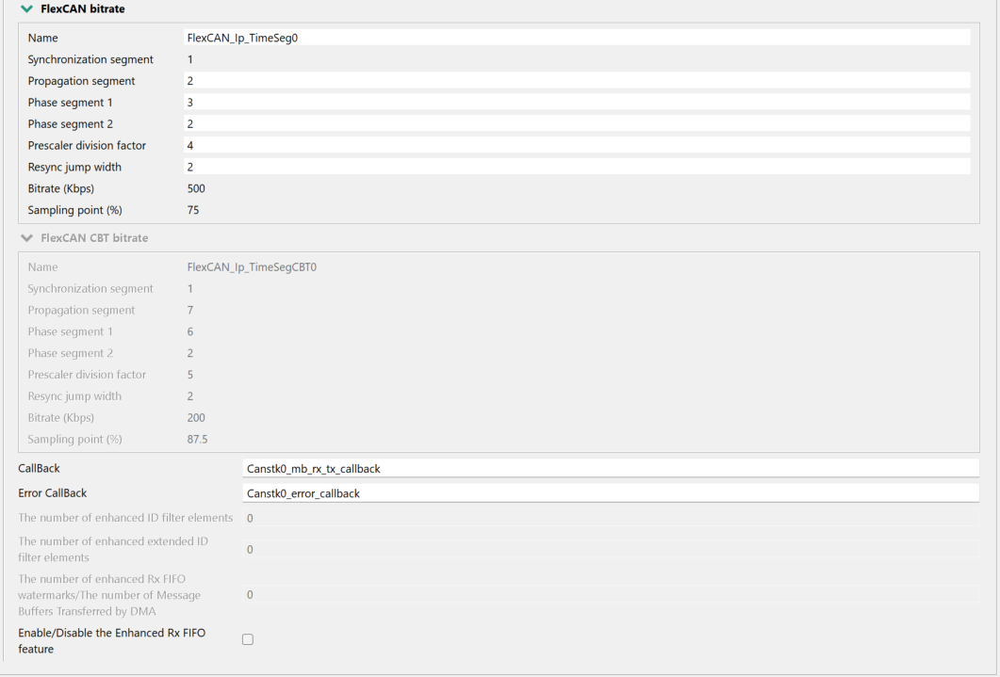 FlexCAN bitrate
Name FlexCAN_Ip_TimeSeg0
Synchronization segment 1
Propagation segment 2
Phase segment 1 3
Phase segment 2 2
Prescaler division factor 4
Resync jump width 2
Bitrate (Kbps) 500
Sampling point (%) 75
FlexCAN CBT bitrate
Name FlexCAN_Ip_TimeSegCBT0
Synchronization segment 1
Propagation segment 7
Phase segment 1 6
Phase segment 2 2
Prescaler division factor 5
Resync jump width 2
Bitrate (Kbps) 200
Sampling point (%) 87.5
CallBack Canstk0_mb_rx_tx_callback
Error CallBack Canstk0_error_callback
The number of enhanced ID filter elements 0
The number of enhanced extended ID
filter elements 0
The number of enhanced Rx FIFO
watermarks/The number of Message 0
Buffers Transferred by DMA
Enable/Disable the Enhanced Rx FIFO
feature